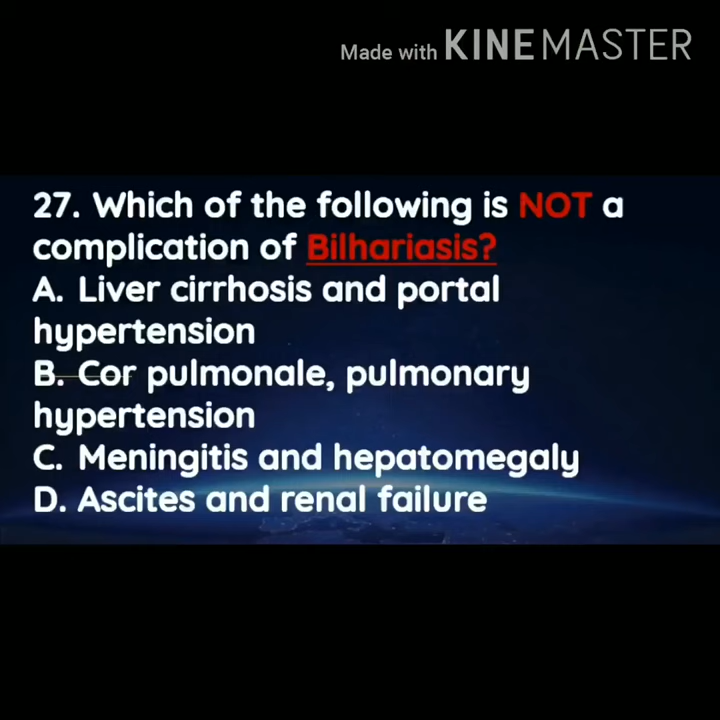 Made with KINEMASTER
27. Which of the following is NOT a
complication of Bilhariasis?
A. Liver cirrhosis and portal
hypertension
B. Cor pulmonale, pulmonary
hypertension
C. Meningitis and hepatomegaly
D. Ascites and renal failure